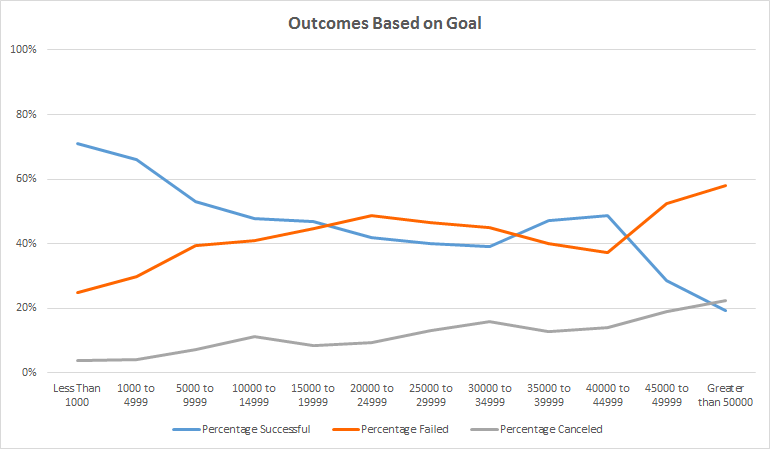 Outcomes Based on Goal
100%
80%
60%
40%
20%
0%
Less Than
1000
1000 to
4999
5000 to
9999
10000 to
14999
15000 to
19999
20000 to
24999
25000 to
29999
30000 to
34999
35000 to
39999
40000 to
44999
45000 to
49999
Greater
than 50000
Percentage Successful
Percentage Failed
Percentage Canceled